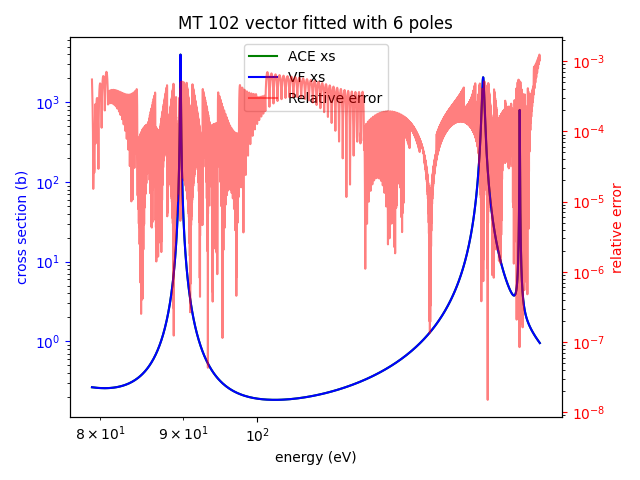 MT 102 vector fitted with 6 poles
ACE xs
VF xs
Relative error
10³
10²
10¹
10⁰
cross section (b)
10⁻³
10⁻⁴
10⁻⁵
10⁻⁶
10⁻⁷
10⁻⁸
relative error
8 × 10¹ 9 × 10¹ 10²
energy (eV)